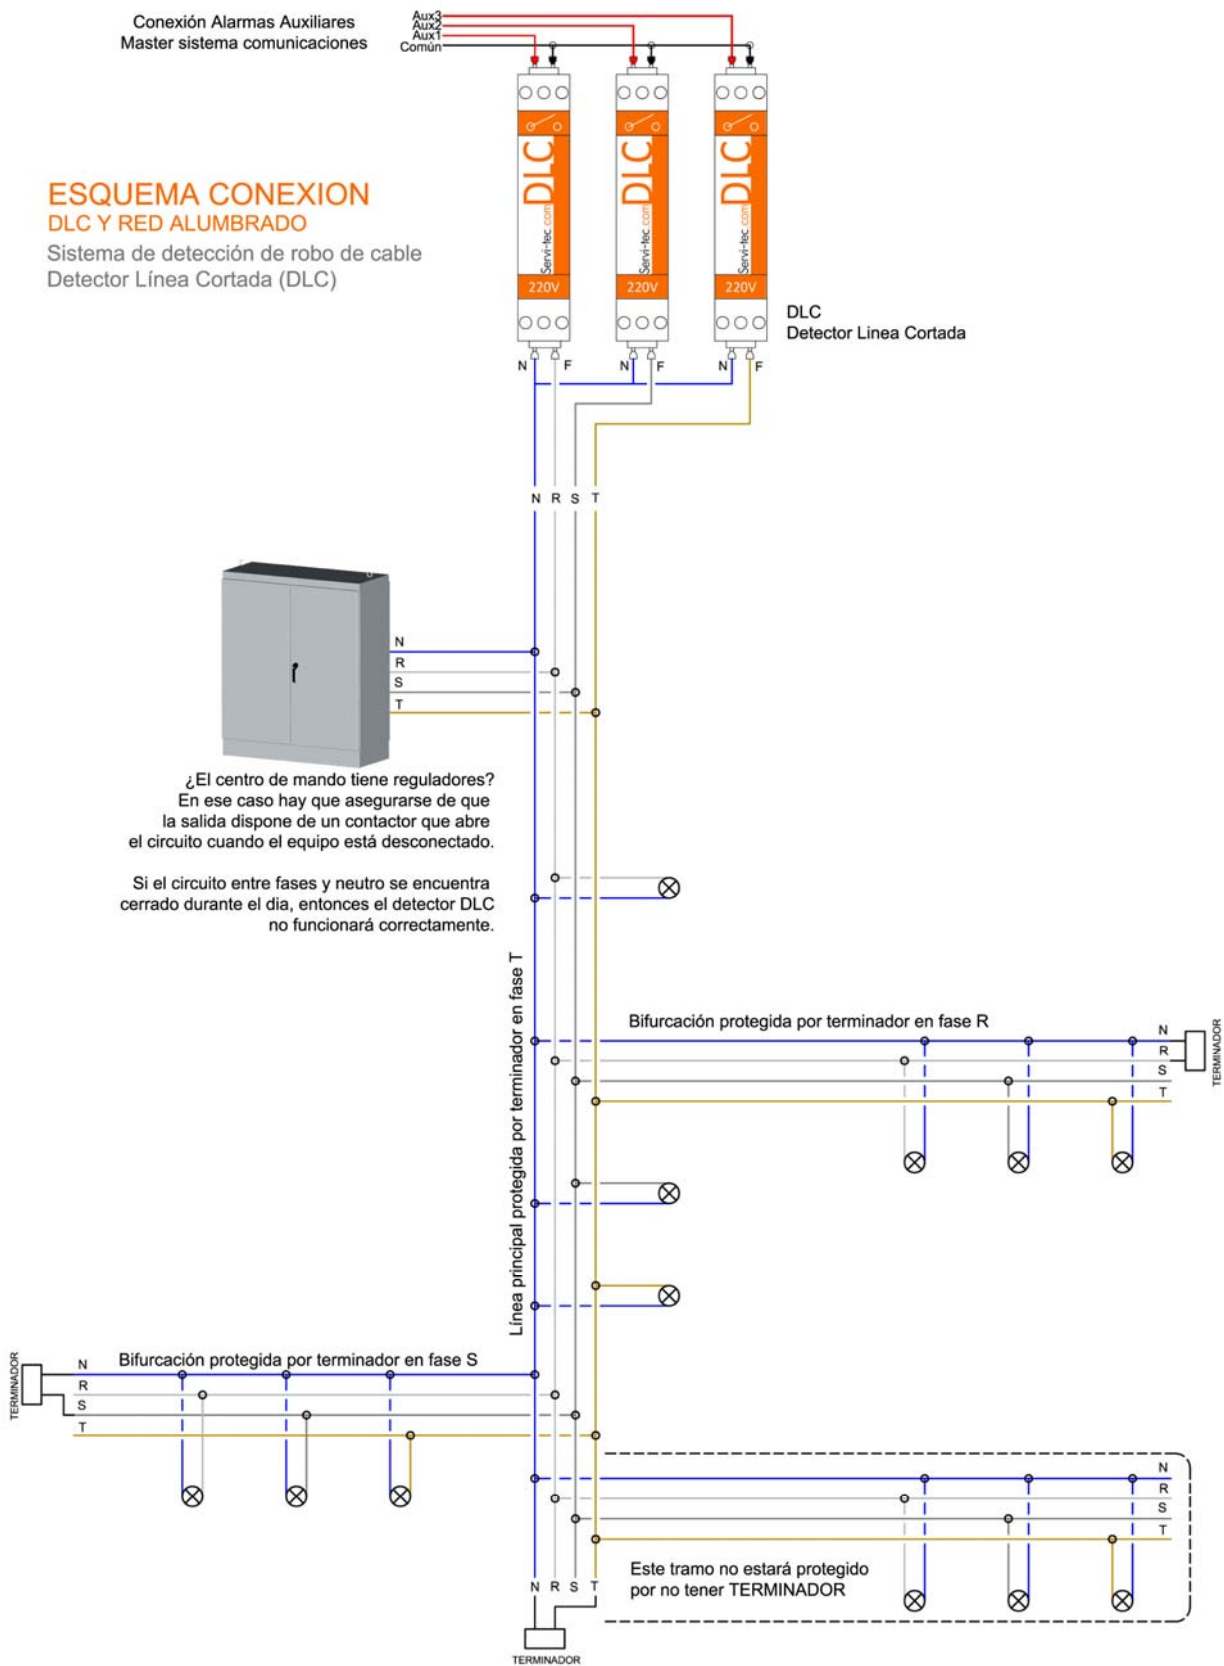 Conexión Alarmas Auxiliares
Master sistema comunicaciones
Aux3
Aux2
Aux1
Común
ESQUEMA CONEXION
DLC Y RED ALUMBRADO
Sistema de detección de robo de cable
Detector Línea Cortada (DLC)
DLC
Servi-tec.com
220V
DLC
Servi-tec.com
220V
DLC
Servi-tec.com
220V
DLC
Detector Linea Cortada
N F
N F
N F
N R S T
N
R
S
T
¿El centro de mando tiene reguladores?
En ese caso hay que asegurarse de que
la salida dispone de un contactor que abre
el circuito cuando el equipo está desconectado.
Si el circuito entre fases y neutro se encuentra
cerrado durante el dia, entonces el detector DLC
no funcionará correctamente.
Línea principal protegida por terminador en fase T
Bifurcación protegida por terminador en fase R
N
R
S
T
TERMINADOR
Bifurcación protegida por terminador en fase S
N
R
S
T
TERMINADOR
N
R
S
T
Este tramo no estará protegido
por no tener TERMINADOR
N R S T
TERMINADOR